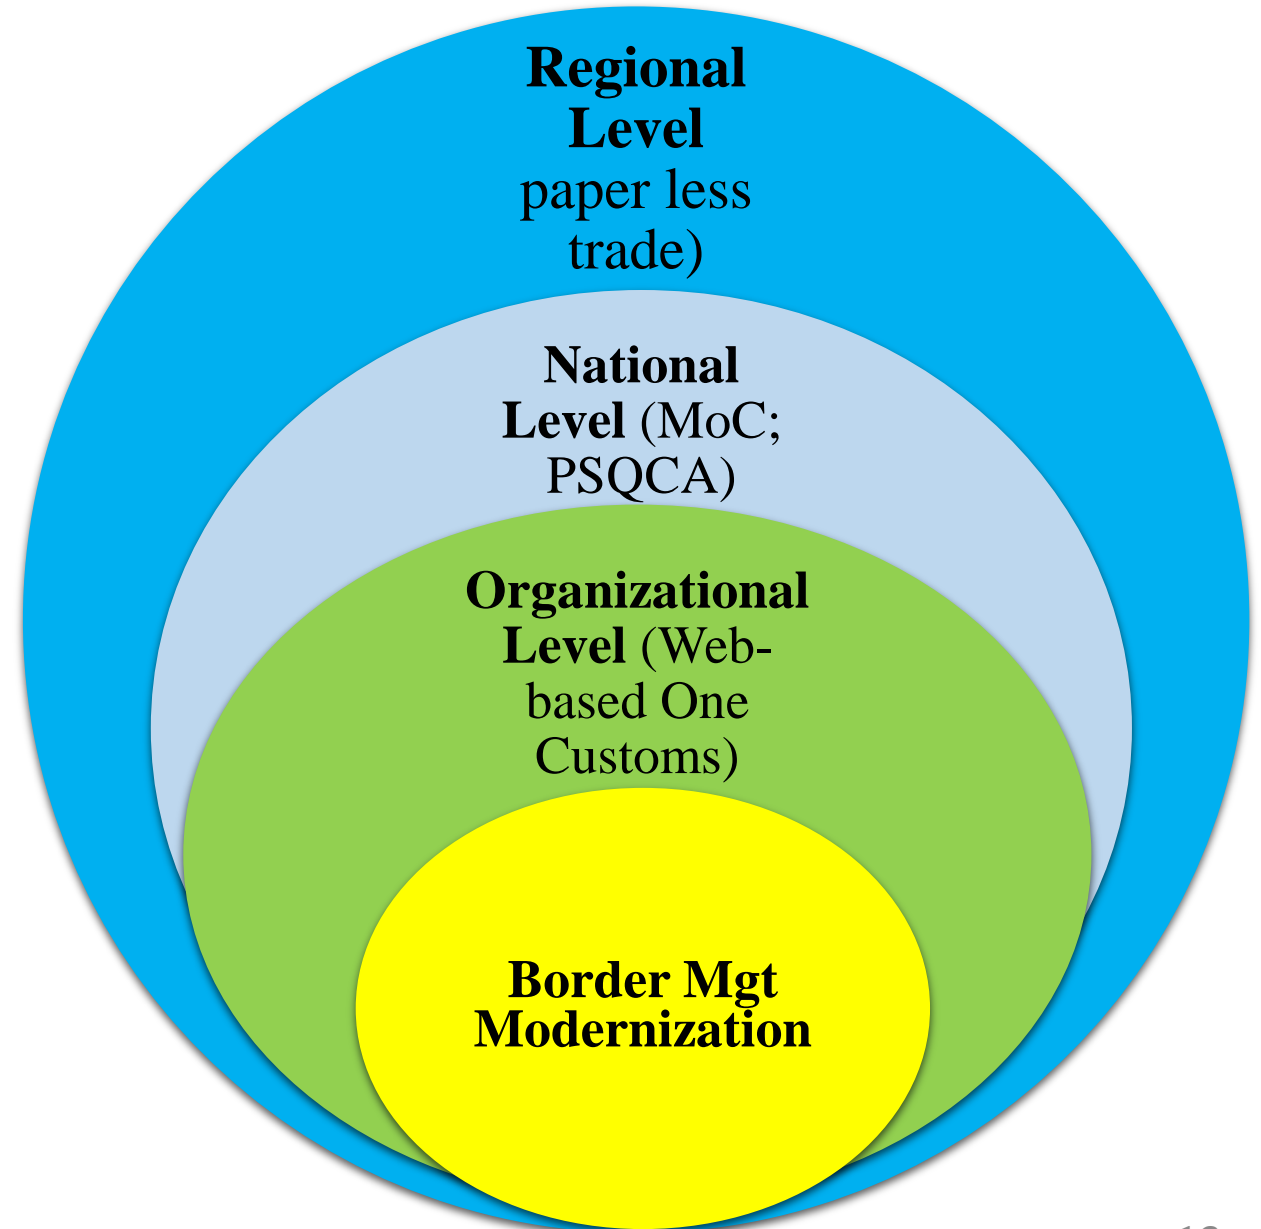 Regional
Level
paper less
trade)
National
Level (MoC;
PSQCA)
Organizational
Level (Web-
based One
Customs)
Border Mgt
Modernization